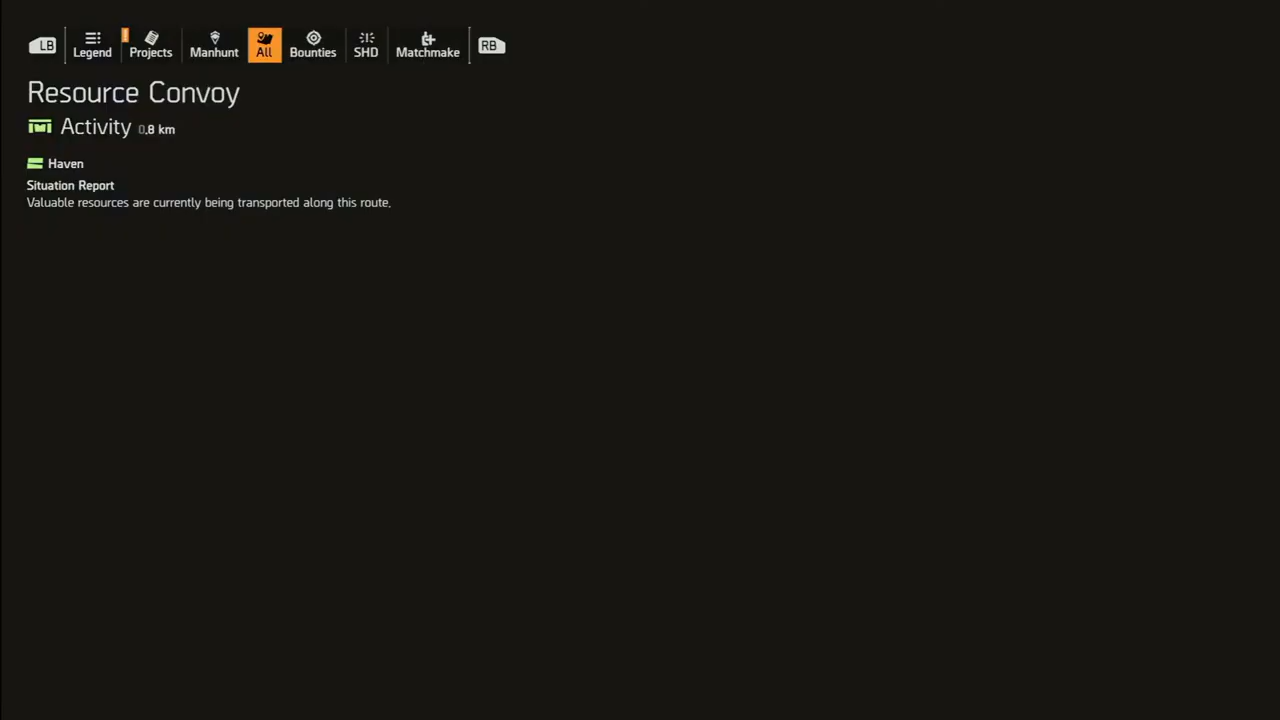 LB Legend Projects Manhunt All Bounties SHD Matchmake RB
Resource Convoy
Activity 0.8 km
Haven
Situation Report
Valuable resources are currently being transported along this route.